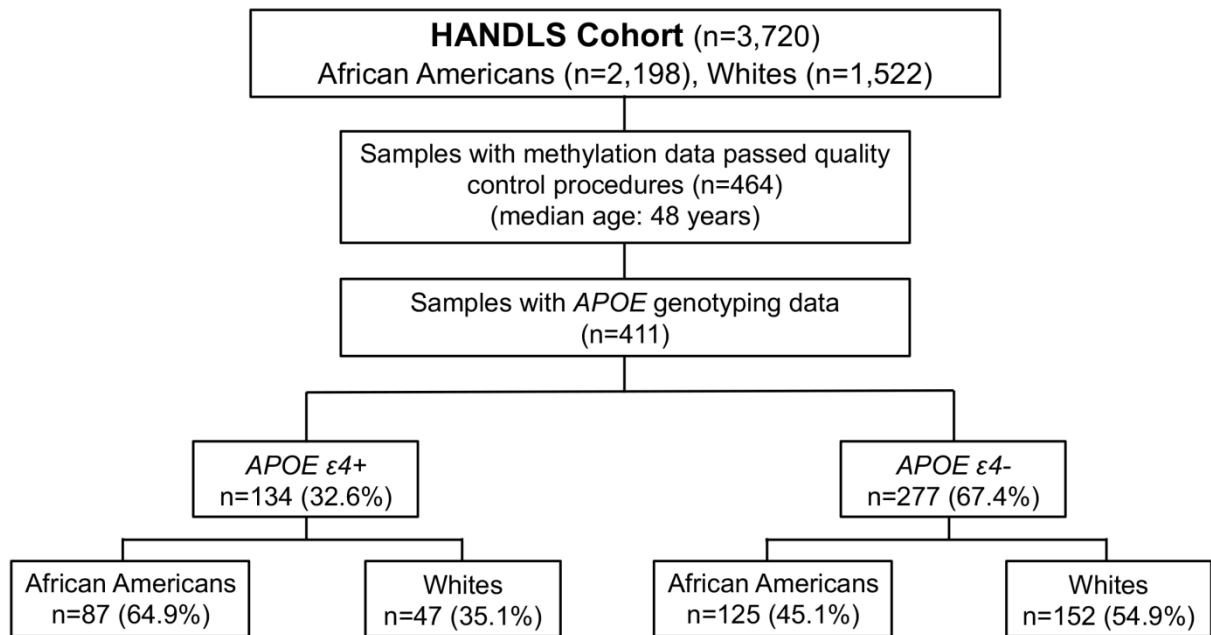 HANDLS Cohort (n=3,720)
African Americans (n=2,198), Whites (n=1,522)
Samples with methylation data passed quality
control procedures (n=464)
(median age: 48 years)
Samples with APOE genotyping data
(n=411)
APOE ε4+
n=134 (32.6%)
APOE ε4-
n=277 (67.4%)
African Americans
n=87 (64.9%)
Whites
n=47 (35.1%)
African Americans
n=125 (45.1%)
Whites
n=152 (54.9%)